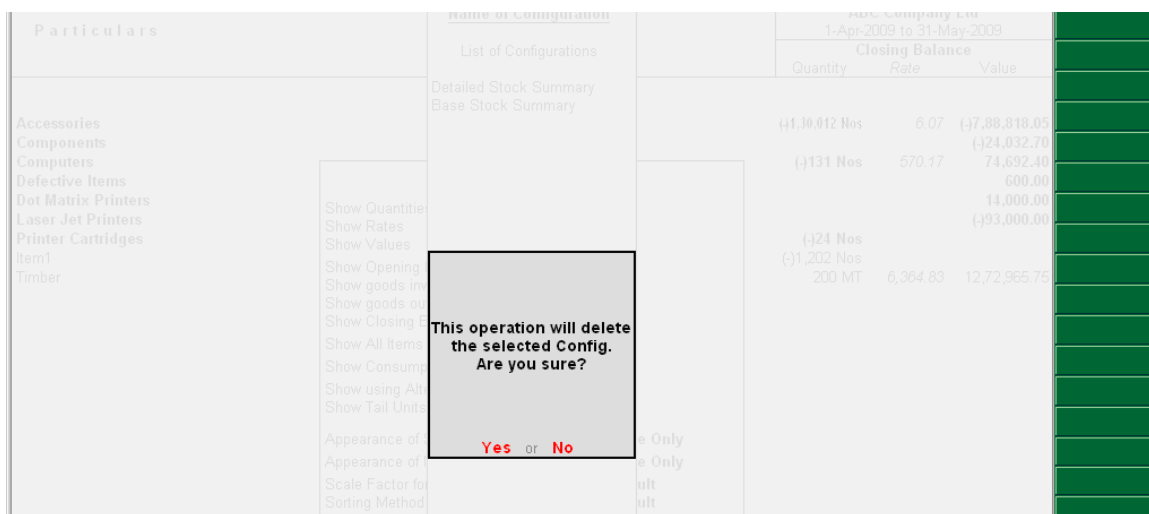 Name of Configuration
ABC Company Ltd
Particulars
1-Apr-2009 to 31-May-2009
List of Configurations
Closing Balance
Quantity Rate Value
Detailed Stock Summary
Base Stock Summary
Accessories (-)1,30,012 Nos 6.07 (-)7,88,818.05
Components (-)24,032.70
Computers (-)131 Nos 570.17 74,692.40
Defective Items 600.00
Dot Matrix Printers 14,000.00
Laser Jet Printers (-)93,000.00
Printer Cartridges (-)24 Nos
Item1 (-)1,202 Nos
Timber 200 MT 6,364.83 12,72,965.75
Show Quantities
Show Rates
Show Values
Show Opening
Show goods
Show goods
Show Closing
Show All Items
Show
Show using
Show Tail Units
This operation will delete
the selected Config.
Are you sure?
Yes or No
Appearance of e Only
Appearance of e Only
Scale Factor for ult
Sorting Method ult